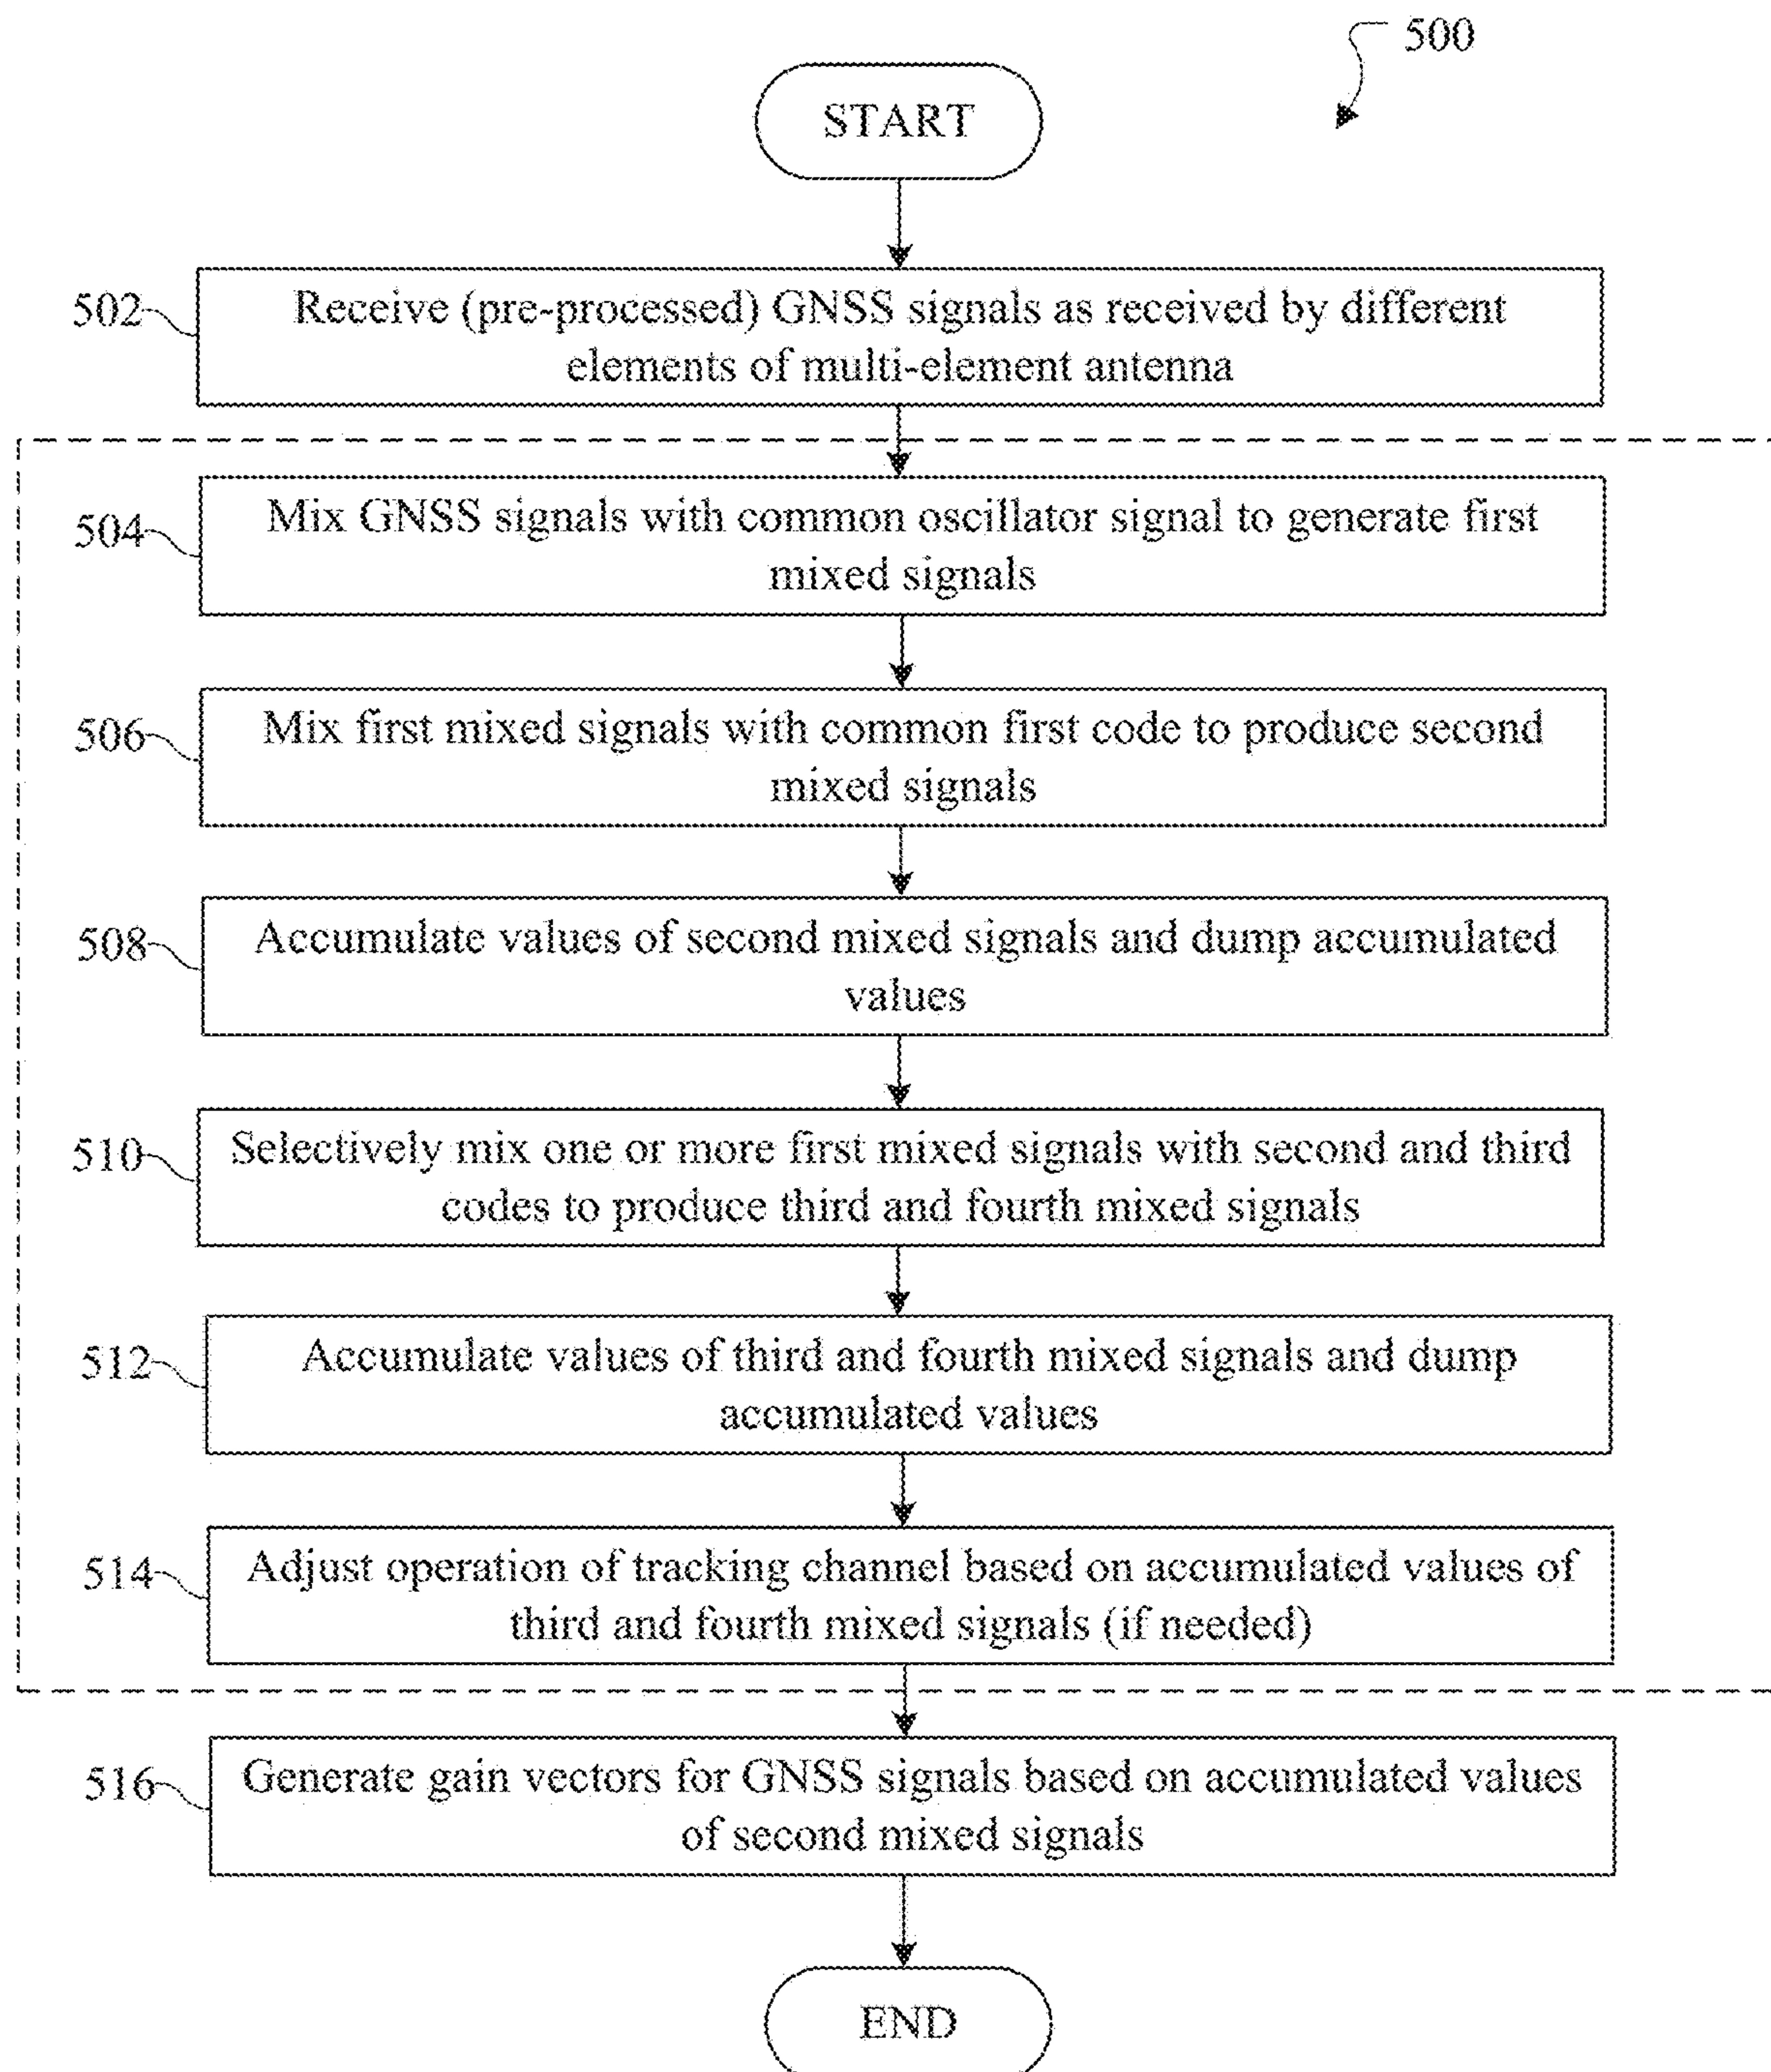 500
START
502
Receive (pre-processed) GNSS signals as received by different
elements of multi-element antenna
504
Mix GNSS signals with common oscillator signal to generate first
mixed signals
506
Mix first mixed signals with common first code to produce second
mixed signals
508
Accumulate values of second mixed signals and dump accumulated
values
510
Selectively mix one or more first mixed signals with second and third
codes to produce third and fourth mixed signals
512
Accumulate values of third and fourth mixed signals and dump
accumulated values
514
Adjust operation of tracking channel based on accumulated values of
third and fourth mixed signals (if needed)
516
Generate gain vectors for GNSS signals based on accumulated values
of second mixed signals
END